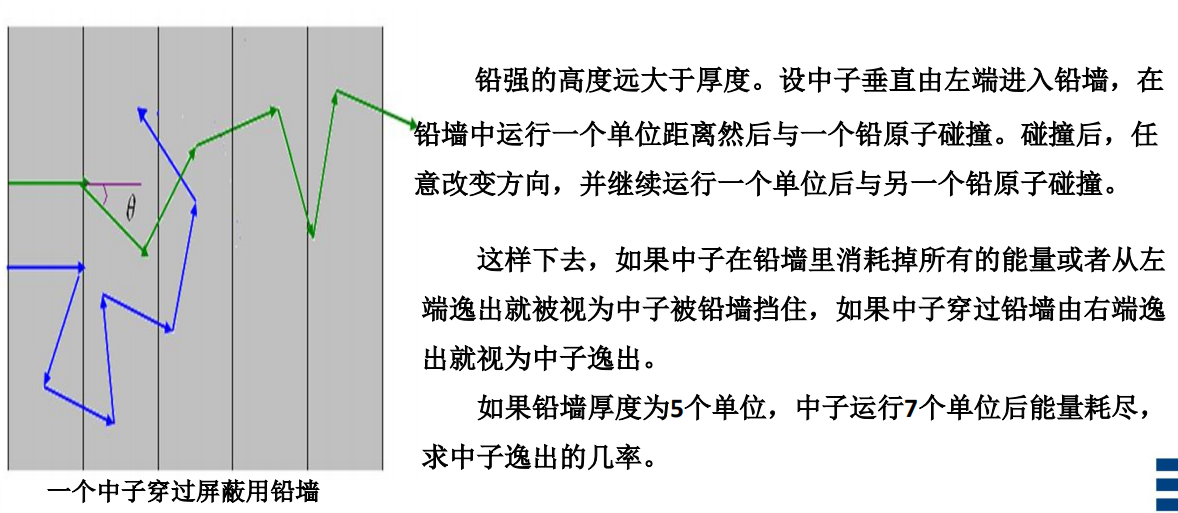 铅强的高度远大于厚度。设中子垂直由左端进入铅墙，在
铅墙中运行一个单位距离然后与一个铅原子碰撞。碰撞后，任
意改变方向，并继续运行一个单位后与另一个铅原子碰撞。
θ
这样下去，如果中子在铅墙里消耗掉所有的能量或者从左
端逸出就被视为中子被铅墙挡住，如果中子穿过铅墙由右端逸
出就视为中子逸出。
如果铅墙厚度为5个单位，中子运行7个单位后能量耗尽，
求中子逸出的几率。
一个中子穿过屏蔽用铅墙